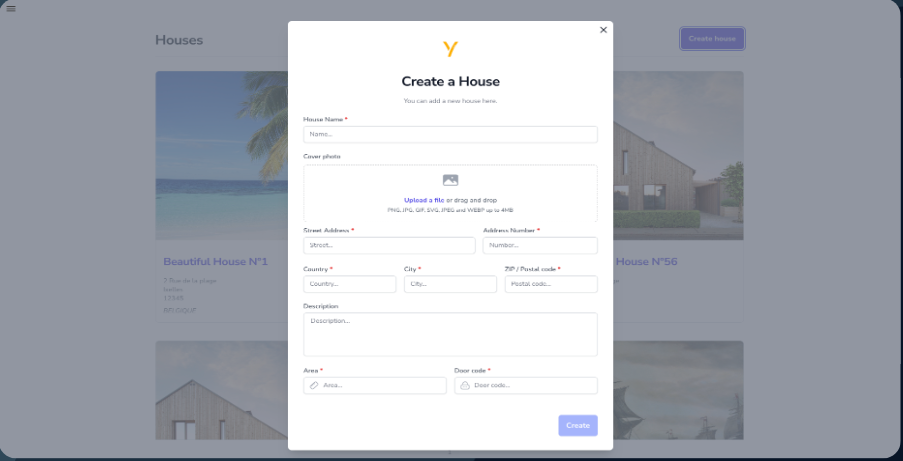 Houses
Create house
Create a House
You can add a new house here.
House Name *
Name...
Cover photo
Upload a file or drag and drop
PNG, JPG, GIF, SVG, JPEG and WEBP up to 4MB
Street Address * Address Number *
Street... Number...
Country * City * ZIP / Postal code *
Country... City... Postal code...
Description
Description...
Area * Door code *
Area... Door code...
Create
Beautiful House N°1
7 Rue de la plage
12345
BELGIQUE
House N°56